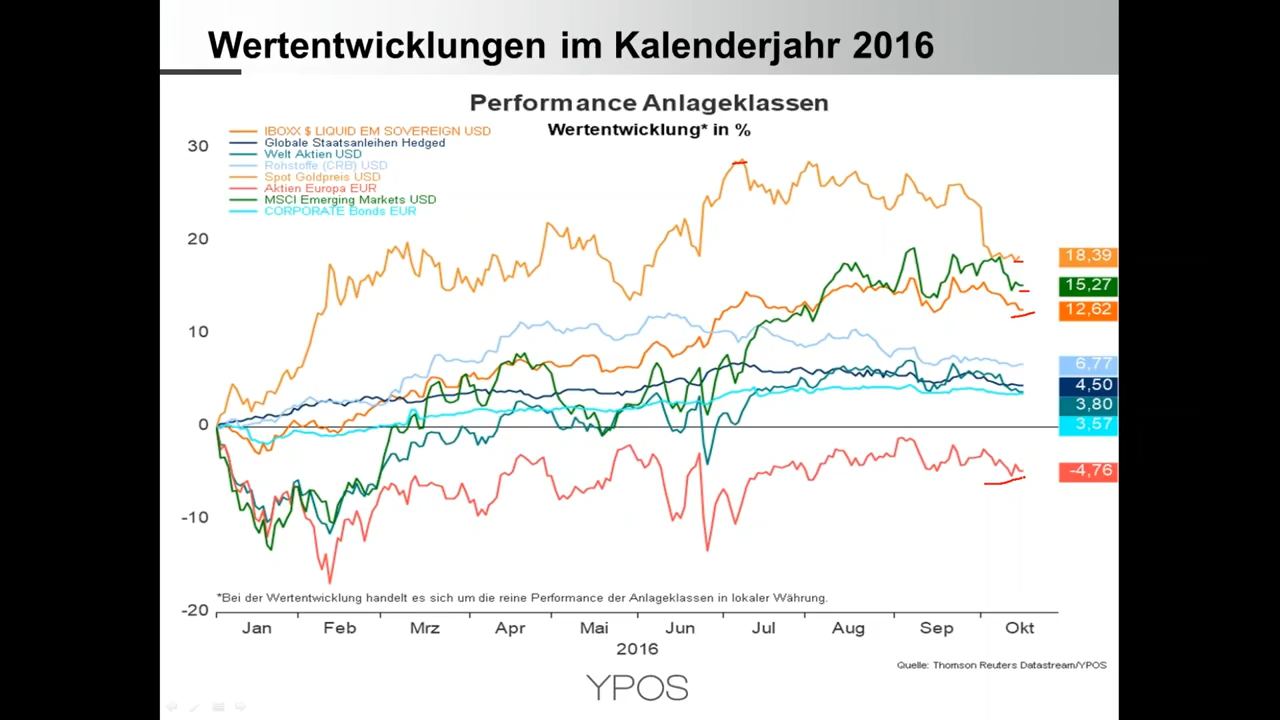 Wertentwicklungen im Kalenderjahr 2016
Performance Anlageklassen
Wertentwicklung* in %
IBOXX $ LIQUID EM SOVEREIGN USD
Globale Staatsanleihen Hedged
Welt Aktien USD
Rohstoffe (CRB) USD
Spot Goldpreis USD
Aktien Europa EUR
MSCI Emerging Markets USD
CORPORATE Bonds EUR
30
20
10
0
-10
-20
18,39
15,27
12,62
6,77
4,50
3,80
3,57
-4,76
*Bei der Wertentwicklung handelt es sich um die reine Performance der Anlageklassen in lokaler Währung.
Jan Feb Mrz Apr Mai Jun Jul Aug Sep Okt
2016
Quelle: Thomson Reuters Datastream/YPOS
YPOS